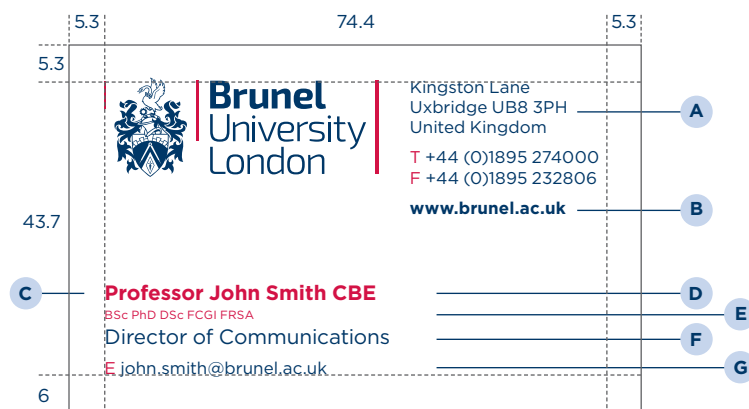 5.3 74.4 5.3
5.3
Brunel
University
London
Kingston Lane
Uxbridge UB8 3PH
United Kingdom
A
T +44 (0)1895 274000
F +44 (0)1895 232806
www.brunel.ac.uk
B
43.7
C
Professor John Smith CBE
D
BSc PhD DSc FCGI FRSA
E
Director of Communications
F
E john.smith@brunel.ac.uk
G
6